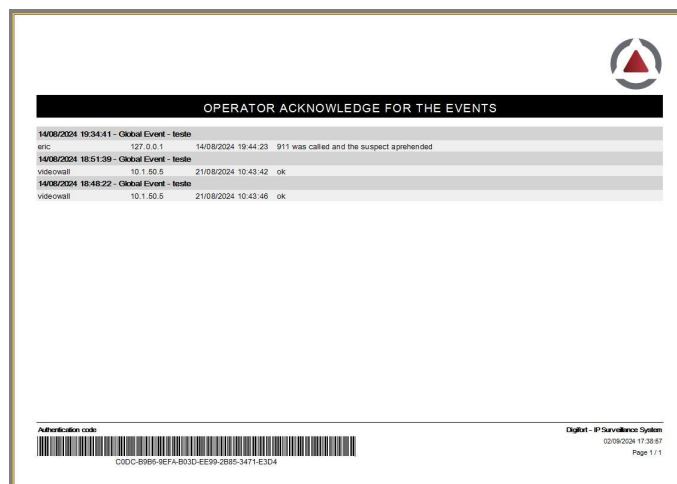 OPERATOR ACKNOWLEDGE FOR THE EVENTS
14/08/2024 19:34:41 - Global Event - teste
eric 127.0.0.1 14/08/2024 19:44:23 911 was called and the suspect aprehended
14/08/2024 18:51:39 - Global Event - teste
videowall 10.1.50.5 21/08/2024 10:43:42 ok
14/08/2024 18:48:22 - Global Event - teste
videowall 10.1.50.5 21/08/2024 10:43:46 ok
Authentication code
C0DC-B9B6-9EFA-B03D-EE99-2B85-3471-E3D4
Digifort - IP Surveillance System
02/09/2024 17:38:57
Page 1 / 1